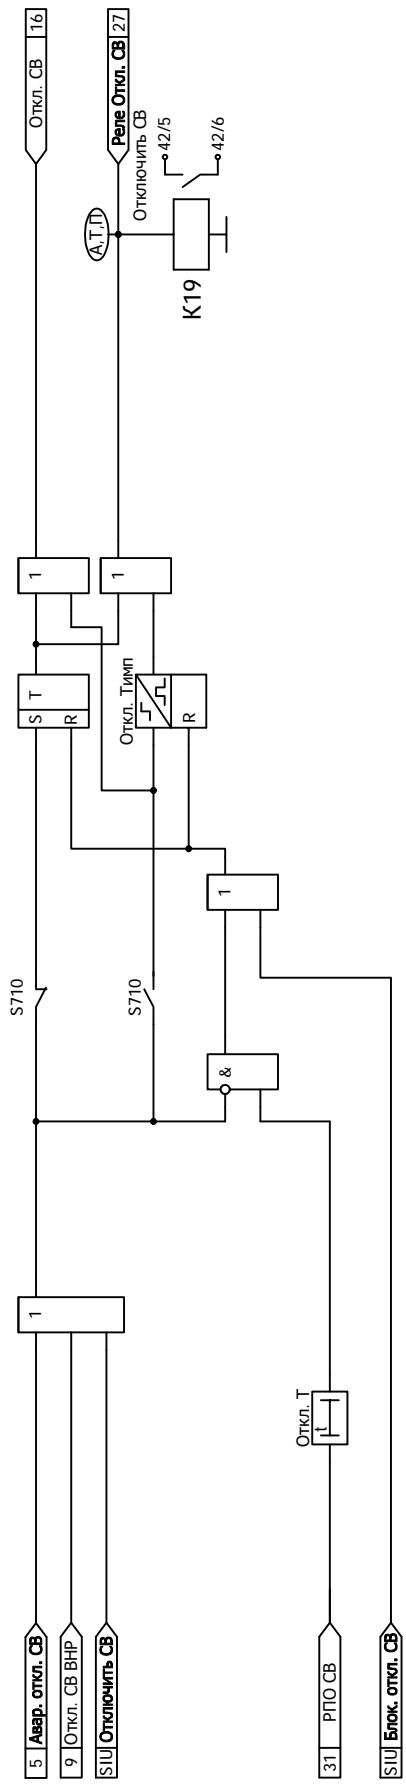 5 Авар. откл. СВ
9 Откл. СВ ВНР
SIU Отключить СВ
31 РПО СВ
SIU Блок. откл. СВ
1
Откл. Т
t
&
S710
S710
1
S T
R
Откл. Тимп
R
1
1
А,Т,П
К19
Отключить СВ
42/5
42/6
Откл. СВ 16
Реле Откл. СВ 27